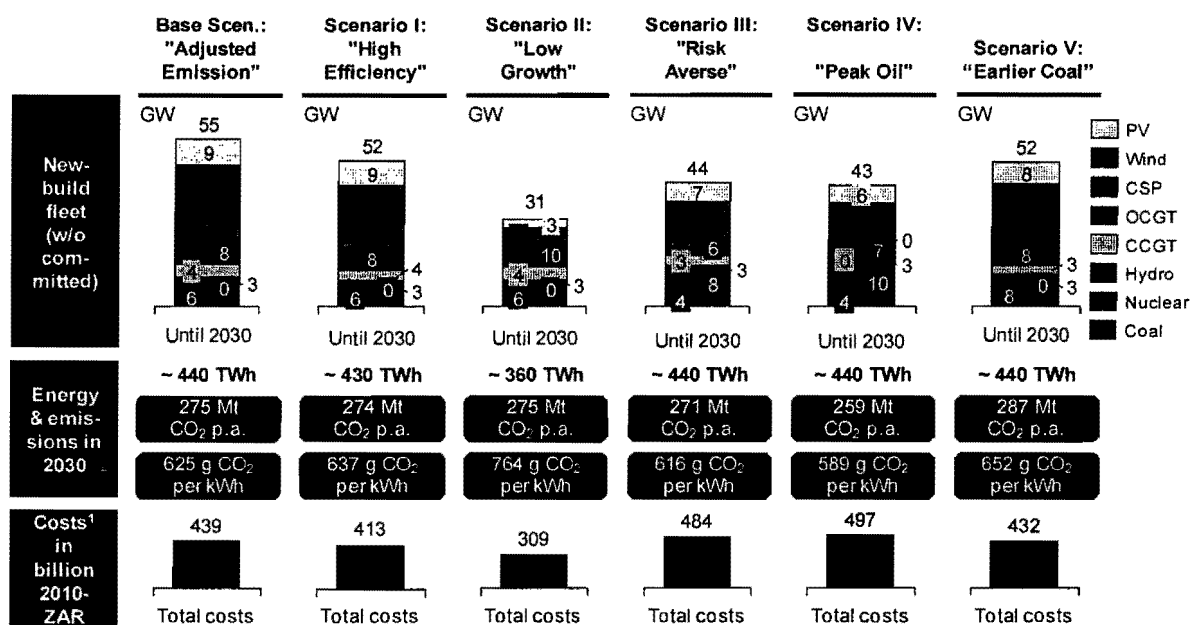 Base Scen.:
"Adjusted
Emission"
Scenario I:
"High
Efficiency"
Scenario II:
"Low
Growth"
Scenario III:
"Risk
Averse"
Scenario IV:
"Peak Oil"
Scenario V:
"Earlier Coal"
New-
build
fleet
(w/o
com-
mitted)
GW
55
9
8
4
0
3
6
Until 2030
GW
52
9
8
4
0
3
6
Until 2030
GW
31
3
10
4
0
3
6
Until 2030
GW
44
7
6
3
3
8
4
Until 2030
GW
43
6
0
7
0
3
10
4
Until 2030
GW
52
8
8
3
0
3
8
Until 2030
PV
Wind
CSP
OCGT
CCGT
Hydro
Nuclear
Coal
Energy
& emis-
sions in
2030
~ 440 TWh
~ 430 TWh
~ 360 TWh
~ 440 TWh
~ 440 TWh
~ 440 TWh
275 Mt
CO₂ p.a.
274 Mt
CO₂ p.a.
275 Mt
CO₂ p.a.
271 Mt
CO₂ p.a.
259 Mt
CO₂ p.a.
287 Mt
CO₂ p.a.
625 g CO₂
per kWh
637 g CO₂
per kWh
764 g CO₂
per kWh
616 g CO₂
per kWh
589 g CO₂
per kWh
652 g CO₂
per kWh
Costs¹
in
billion
2010-
ZAR
439
Total costs
413
Total costs
309
Total costs
484
Total costs
497
Total costs
432
Total costs